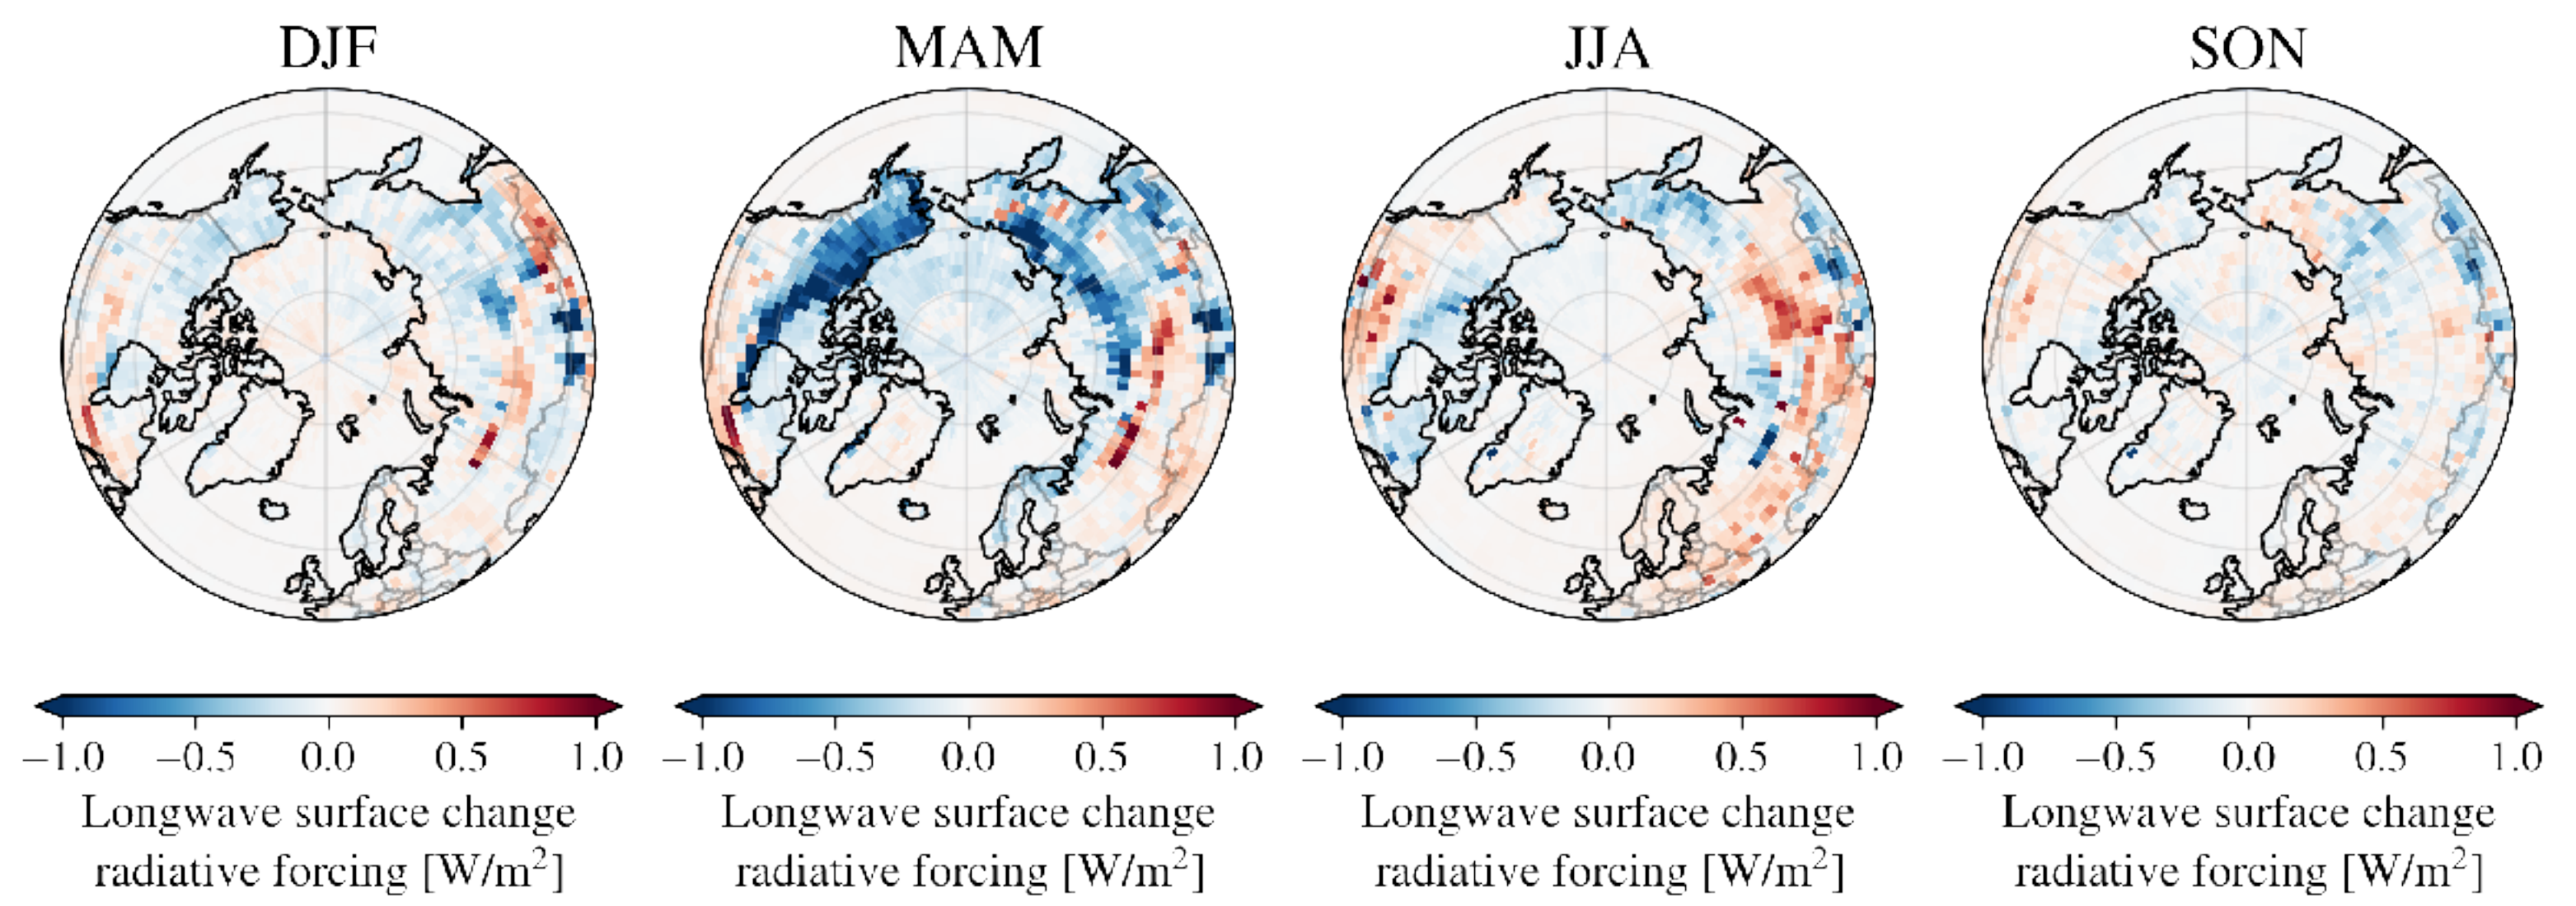 DJF MAM JJA SON
−1.0 −0.5 0.0 0.5 1.0 −1.0 −0.5 0.0 0.5 1.0 −1.0 −0.5 0.0 0.5 1.0 −1.0 −0.5 0.0 0.5 1.0
Longwave surface change Longwave surface change Longwave surface change Longwave surface change
radiative forcing [W/m²] radiative forcing [W/m²] radiative forcing [W/m²] radiative forcing [W/m²]